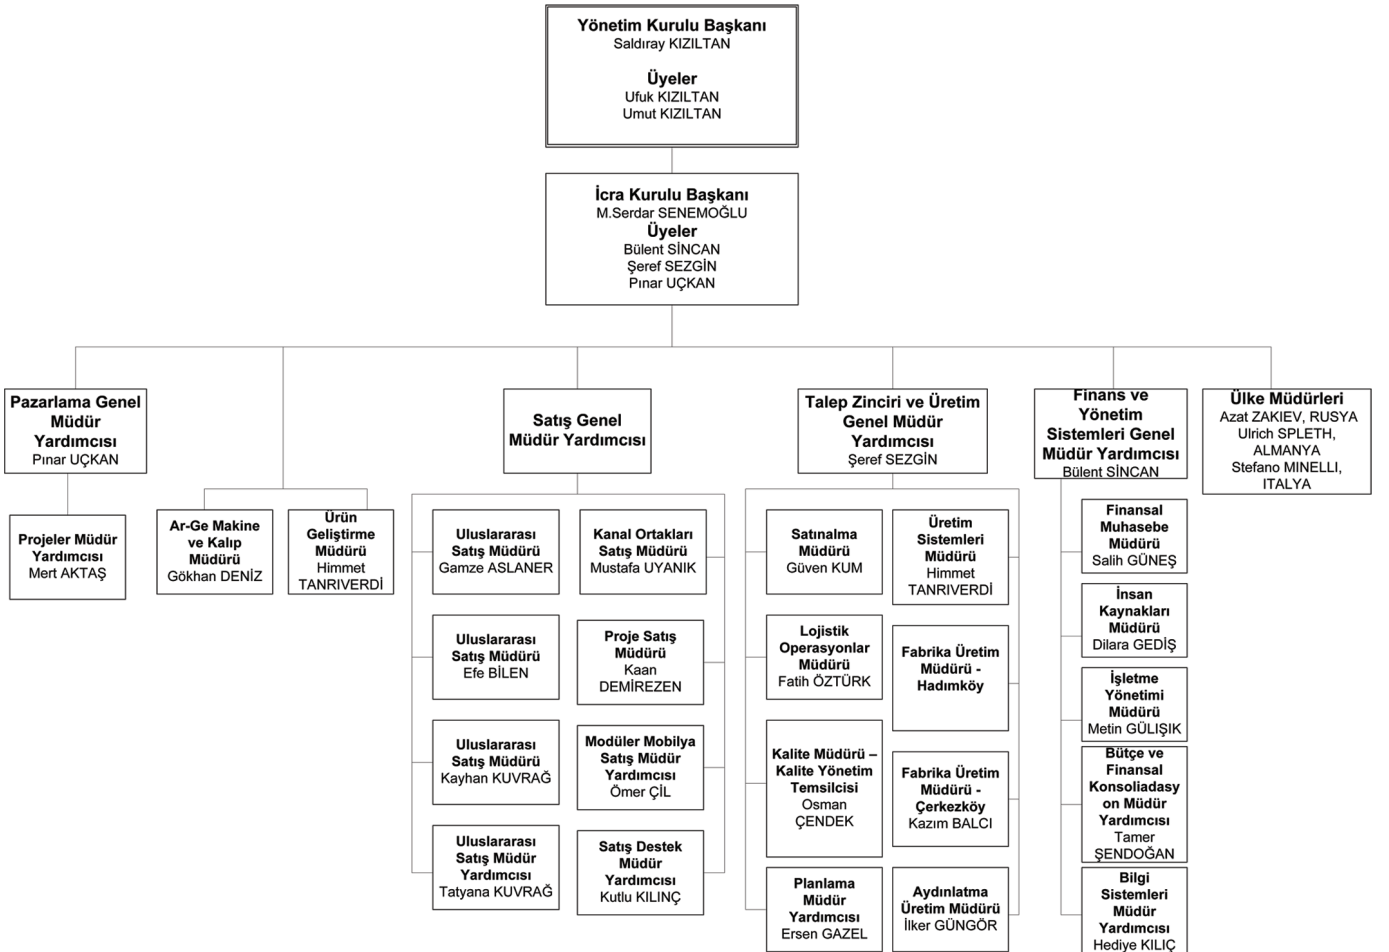 Yönetim Kurulu Başkanı
Saldıray KIZILTAN
Üyeler
Ufuk KIZILTAN
Umut KIZILTAN
İcra Kurulu Başkanı
M.Serdar SENEMOĞLU
Üyeler
Bülent SİNCAN
Şeref SEZGİN
Pınar UÇKAN
Pazarlama Genel
Müdür
Yardımcısı
Pınar UÇKAN
Projeler Müdür
Yardımcısı
Mert AKTAŞ
Ar-Ge Makine
ve Kalıp
Müdürü
Gökhan DENİZ
Ürün
Geliştirme
Müdürü
Himmet
TANRIVERDİ
Satış Genel
Müdür Yardımcısı
Uluslararası
Satış Müdürü
Gamze ASLANER
Uluslararası
Satış Müdürü
Efe BİLEN
Uluslararası
Satış Müdürü
Kayhan KUVRAĞ
Uluslararası
Satış Müdür
Yardımcısı
Tatyana KUVRAĞ
Kanal Ortakları
Satış Müdürü
Mustafa UYANIK
Proje Satış
Müdürü
Kaan
DEMİREZEN
Modüler Mobilya
Satış Müdür
Yardımcısı
Ömer ÇİL
Satış Destek
Müdür
Yardımcısı
Kutlu KILINÇ
Talep Zinciri ve Üretim
Genel Müdür
Yardımcısı
Şeref SEZGİN
Satınalma
Müdürü
Güven KUM
Lojistik
Operasyonlar
Müdürü
Fatih ÖZTÜRK
Kalite Müdürü –
Kalite Yönetim
Temsilcisi
Osman
ÇENDEK
Planlama
Müdür
Yardımcısı
Ersen GAZEL
Üretim
Sistemleri
Müdürü
Himmet
TANRIVERDİ
Fabrika Üretim
Müdürü -
Hadımköy
Fabrika Üretim
Müdürü -
Çerkezköy
Kazım BALCI
Aydınlatma
Üretim Müdürü
İlker GÜNGÖR
Finans ve
Yönetim
Sistemleri Genel
Müdür Yardımcısı
Bülent SİNCAN
Finansal
Muhasebe
Müdürü
Salih GÜNEŞ
İnsan
Kaynakları
Müdürü
Dilara GEDİŞ
İşletme
Yönetimi
Müdürü
Metin GÜLIŞIK
Bütçe ve
Finansal
Konsoliadasy
on Müdür
Yardımcısı
Tamer
ŞENDOĞAN
Bilgi
Sistemleri
Müdür
Yardımcısı
Hediye KILIÇ
Ülke Müdürleri
Azat ZAKIEV, RUSYA
Ulrich SPLETH,
ALMANYA
Stefano MINELLI,
ITALYA